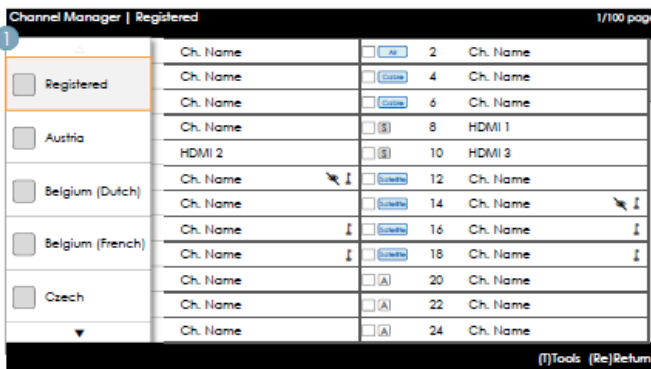 Channel Manager | Registered 1/100 page
1
Registered
Austria
Belgium (Dutch)
Belgium (French)
Czech
▼
Ch. Name Air 2 Ch. Name
Ch. Name Cable 4 Ch. Name
Ch. Name Cable 6 Ch. Name
Ch. Name S 8 HDMI 1
HDMI 2 S 10 HDMI 3
Ch. Name Satellite 12 Ch. Name
Ch. Name Satellite 14 Ch. Name
Ch. Name Satellite 16 Ch. Name
Ch. Name Satellite 18 Ch. Name
Ch. Name A 20 Ch. Name
Ch. Name A 22 Ch. Name
Ch. Name A 24 Ch. Name
(T)Tools (Re)Return